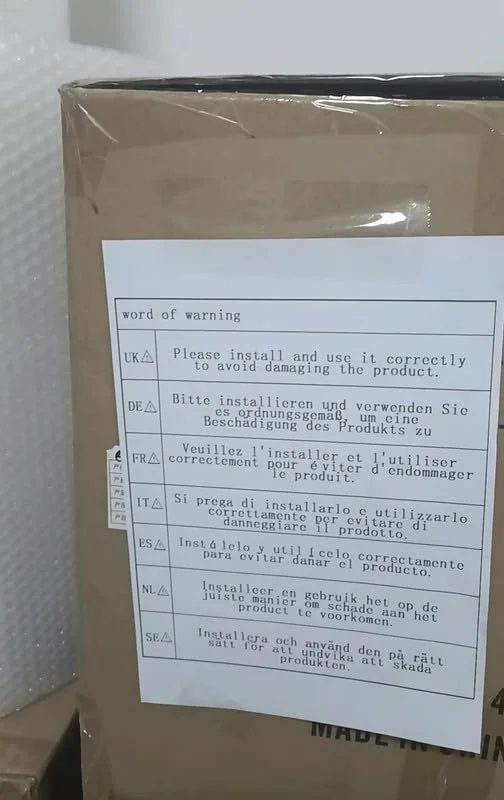 word of warning
UK Please install and use it correctly
to avoid damaging the product.
DE Bitte installieren und verwenden Sie
es ordnungsgemäß, um eine
Beschädigung des Produkts zu
FR Veuillez l'installer et l'utiliser
correctement pour éviter d'endommager
le produit.
IT Si prega di installarlo e utilizzarlo
correttamente per evitare di
danneggiare il prodotto.
ES Instálelo y utilícelo correctamente
para evitar dañar el producto.
NL Installeer en gebruik het op de
juiste manier om schade aan het
product te voorkomen.
SE Installera och använd den på rätt
sätt för att undvika att skada
produkten.
4
MADE IN CHIN